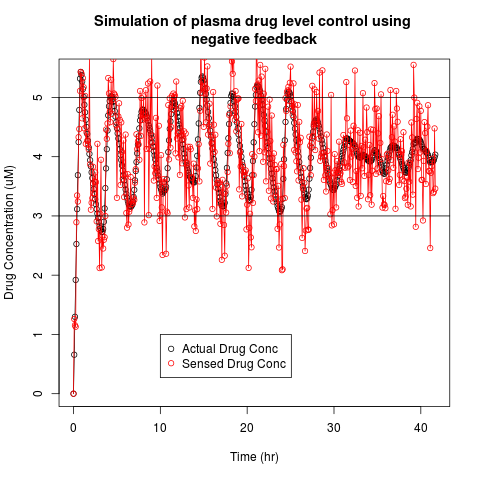 Simulation of plasma drug level control using
negative feedback
Drug Concentration (uM)
5
4
3
2
1
0
Actual Drug Conc
Sensed Drug Conc
0 10 20 30 40
Time (hr)